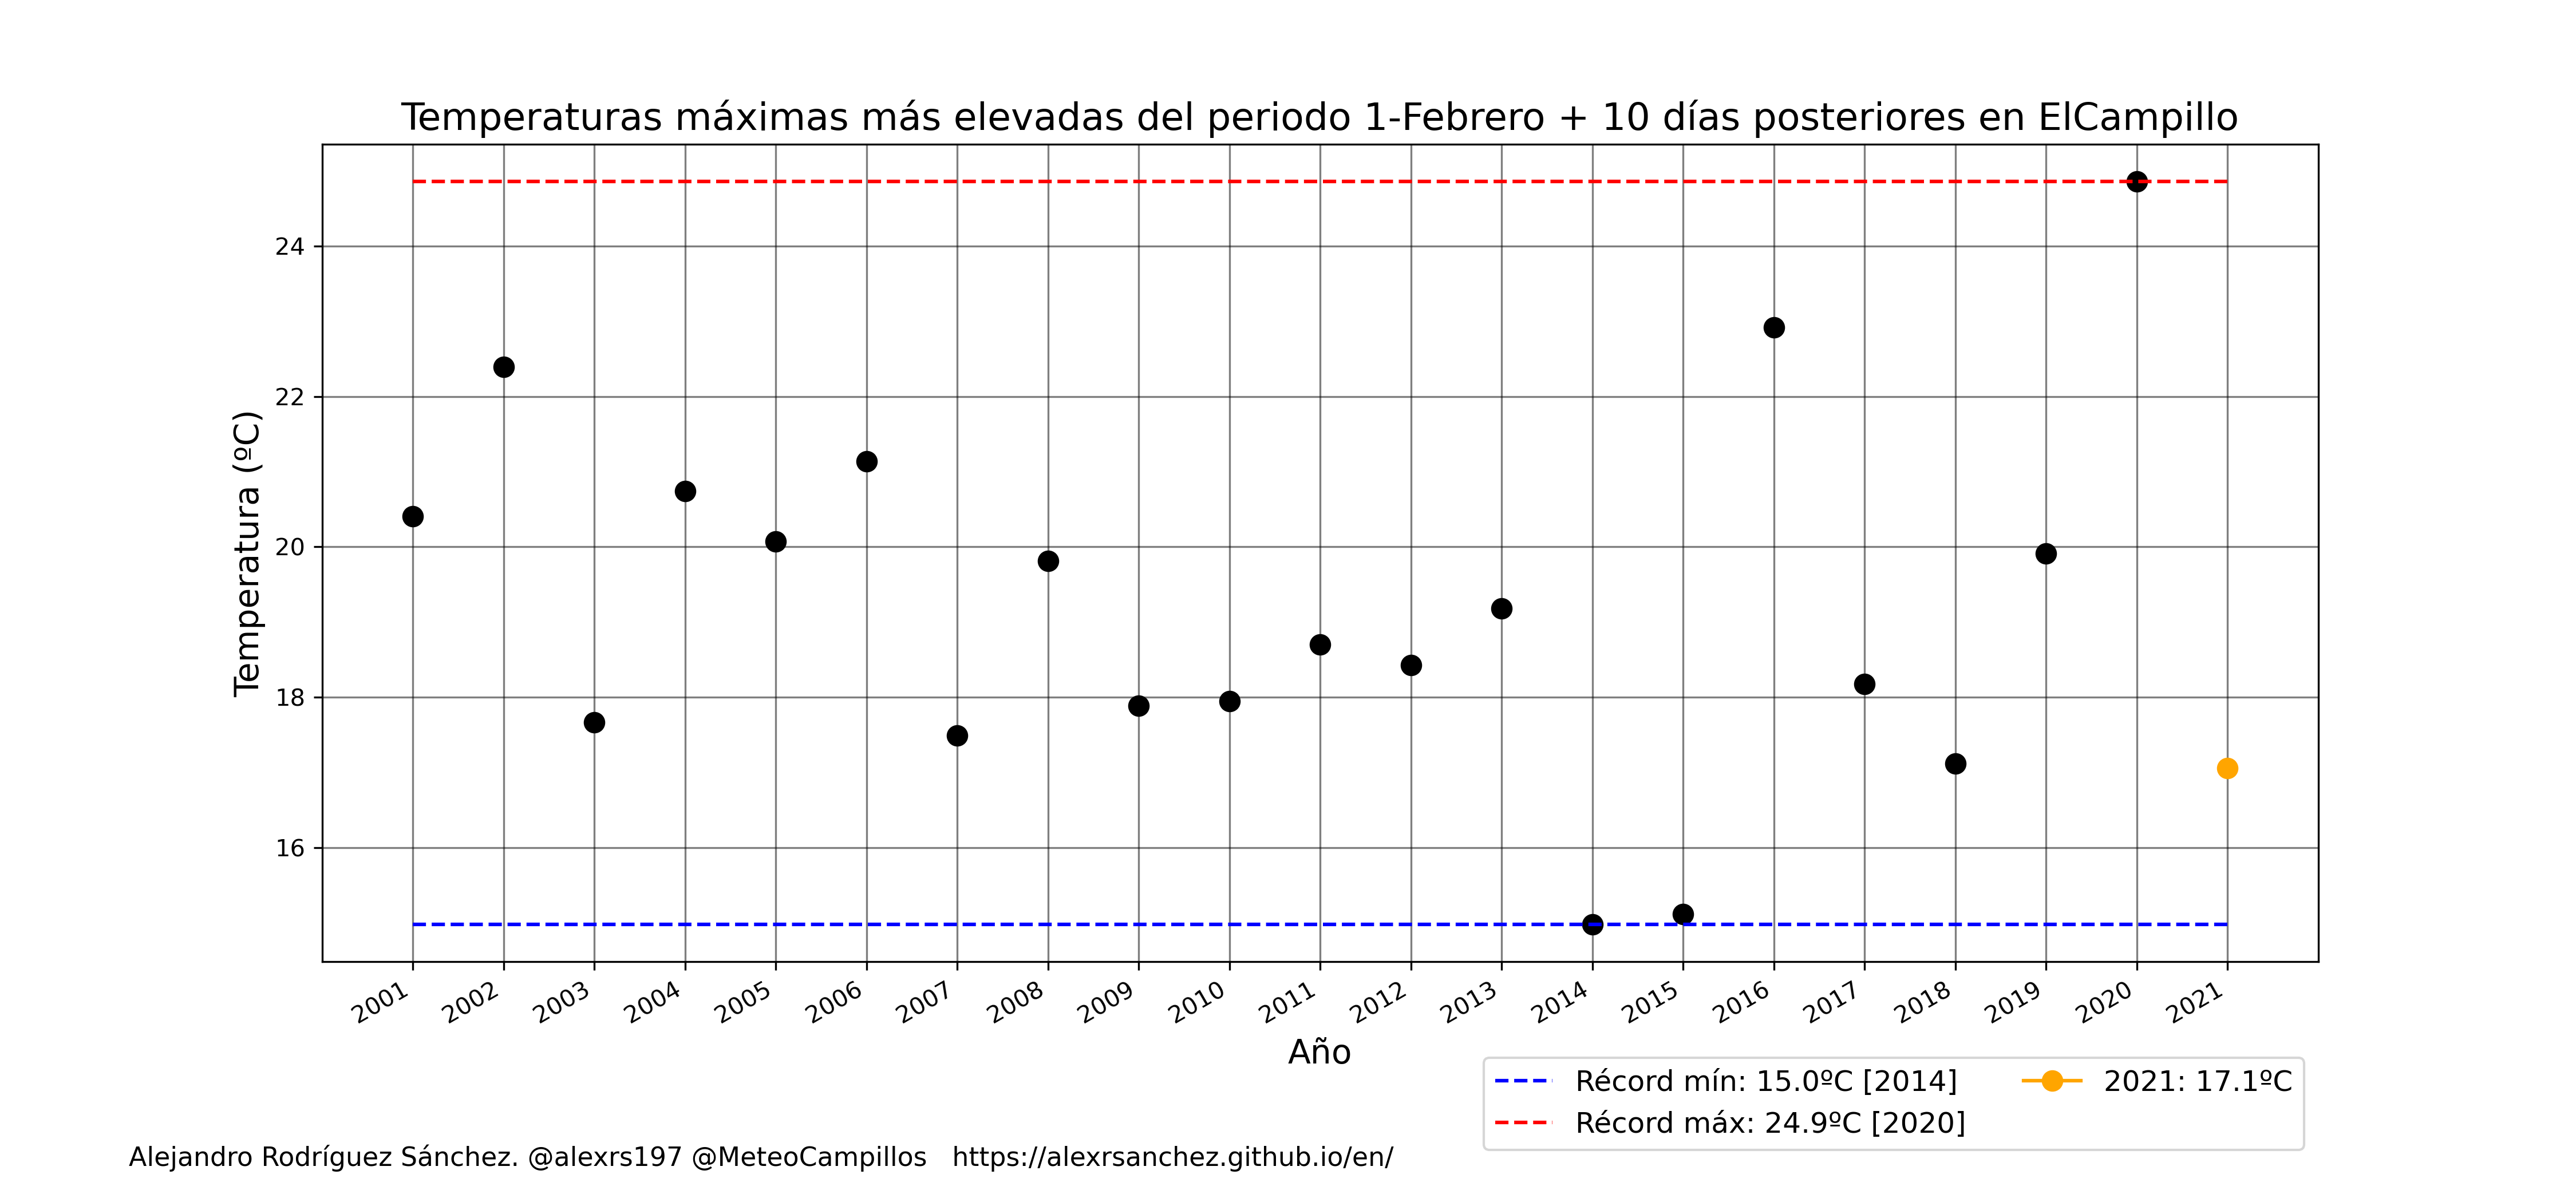 Temperaturas máximas más elevadas del periodo 1-Febrero + 10 días posteriores en ElCampillo
Temperatura (ºC)
24
22
20
18
16
2001 2002 2003 2004 2005 2006 2007 2008 2009 2010 2011 2012 2013 2014 2015 2016 2017 2018 2019 2020 2021
Año
Récord mín: 15.0ºC [2014]
Récord máx: 24.9ºC [2020]
2021: 17.1ºC
Alejandro Rodríguez Sánchez. @alexrs197 @MeteoCampillos https://alexrsanchez.github.io/en/